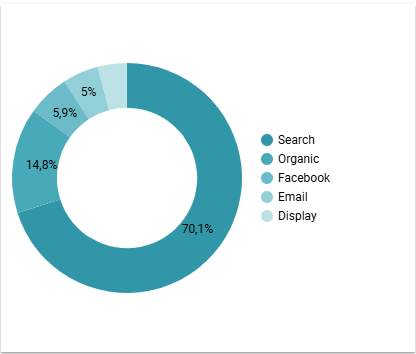 5%
5,9%
14,8%
70,1%
Search
Organic
Facebook
Email
Display